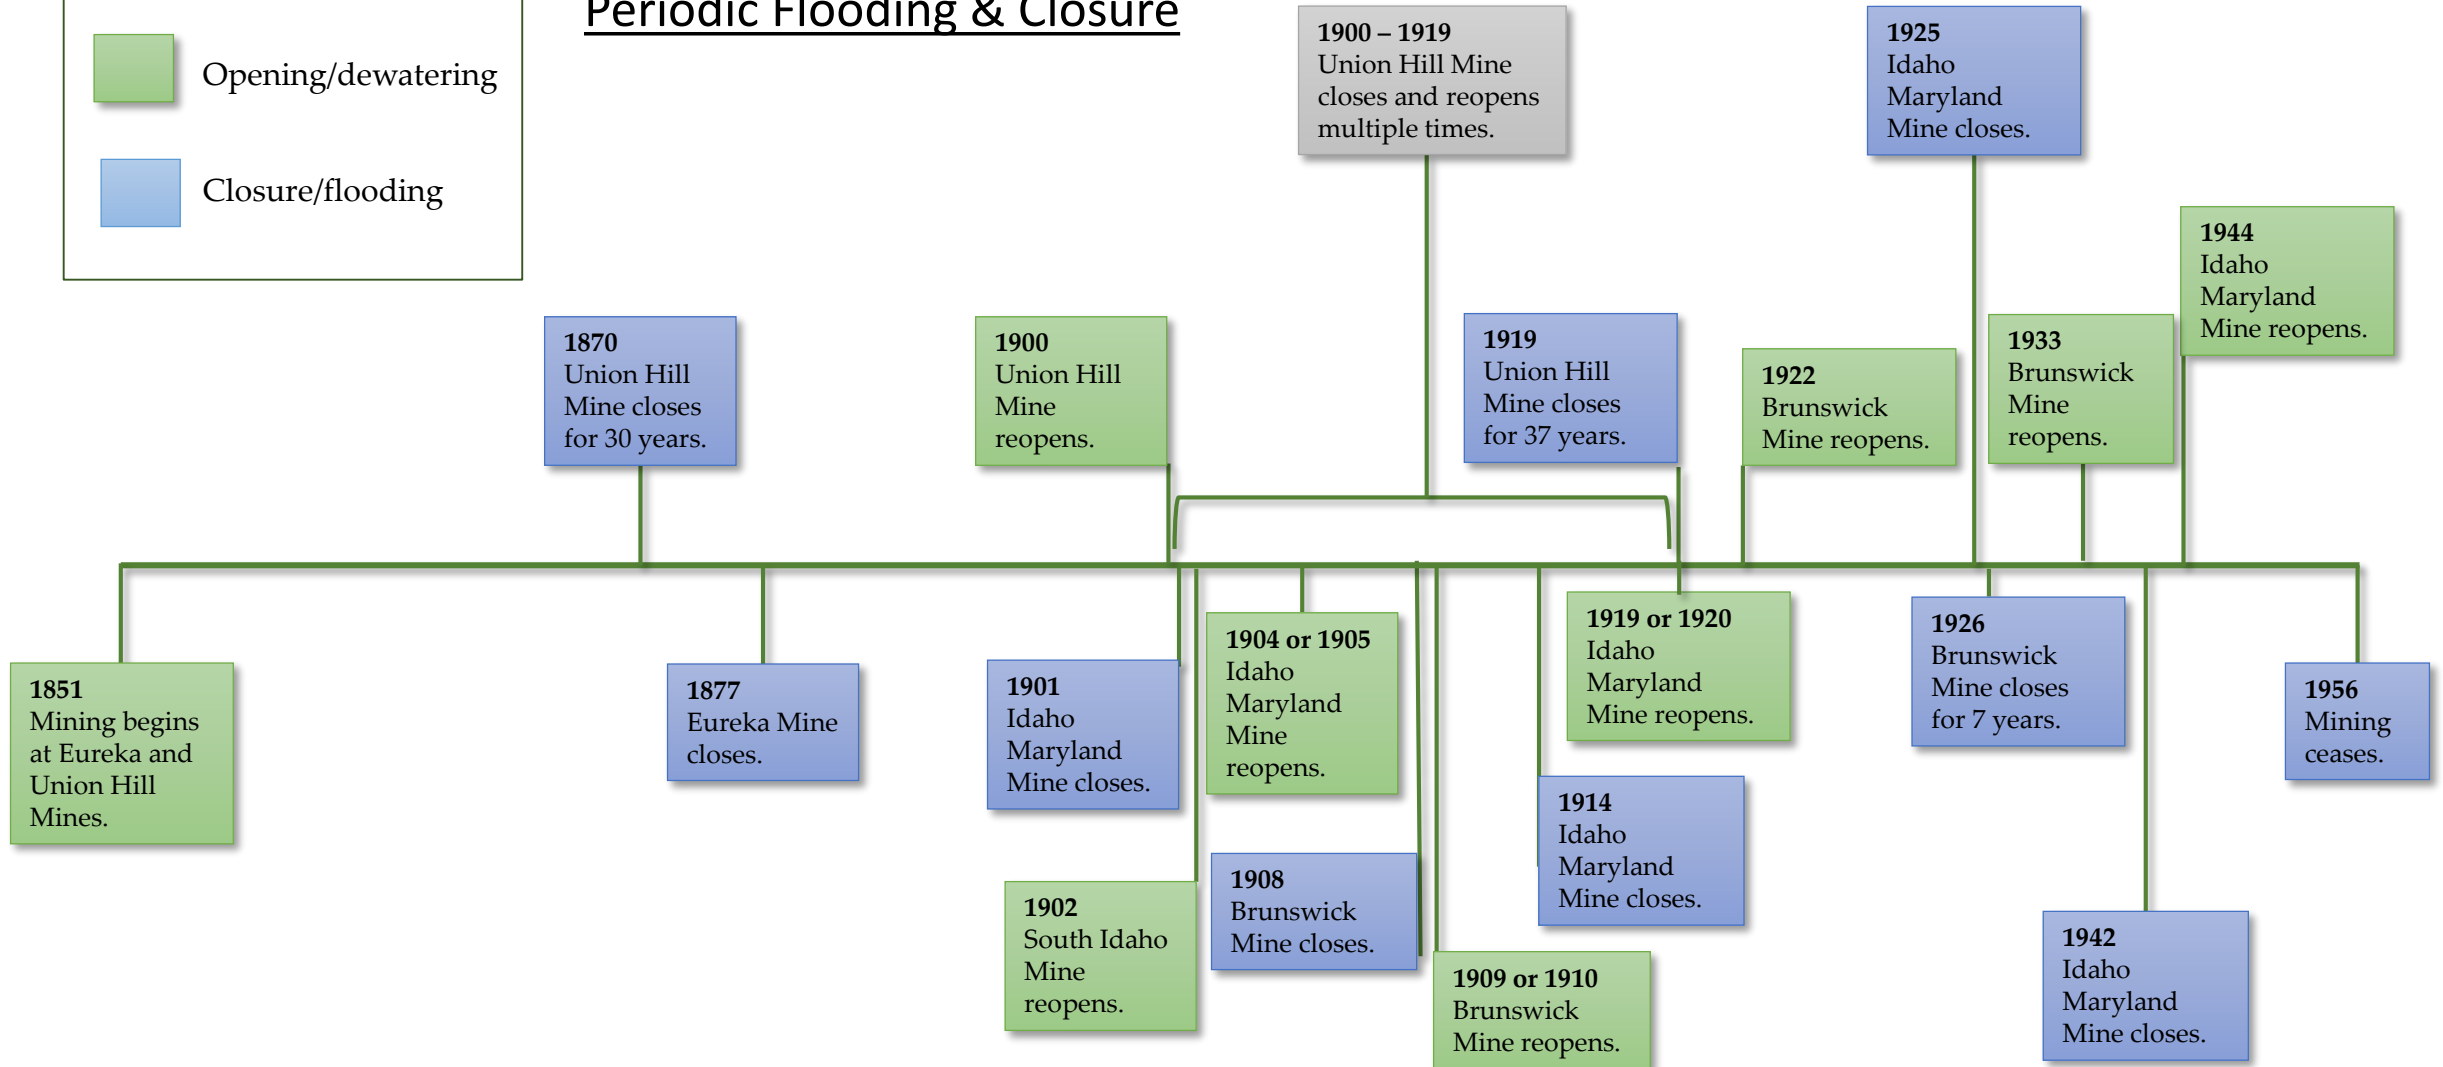 Periodic Flooding & Closure
Opening/dewatering
Closure/flooding
1900 – 1919
Union Hill Mine
closes and reopens
multiple times.
1925
Idaho
Maryland
Mine closes.
1944
Idaho
Maryland
Mine reopens.
1870
Union Hill
Mine closes
for 30 years.
1900
Union Hill
Mine
reopens.
1919
Union Hill
Mine closes
for 37 years.
1922
Brunswick
Mine reopens.
1933
Brunswick
Mine
reopens.
1851
Mining begins
at Eureka and
Union Hill
Mines.
1877
Eureka Mine
closes.
1901
Idaho
Maryland
Mine closes.
1904 or 1905
Idaho
Maryland
Mine
reopens.
1919 or 1920
Idaho
Maryland
Mine reopens.
1926
Brunswick
Mine closes
for 7 years.
1956
Mining
ceases.
1902
South Idaho
Mine
reopens.
1908
Brunswick
Mine closes.
1914
Idaho
Maryland
Mine closes.
1909 or 1910
Brunswick
Mine reopens.
1942
Idaho
Maryland
Mine closes.